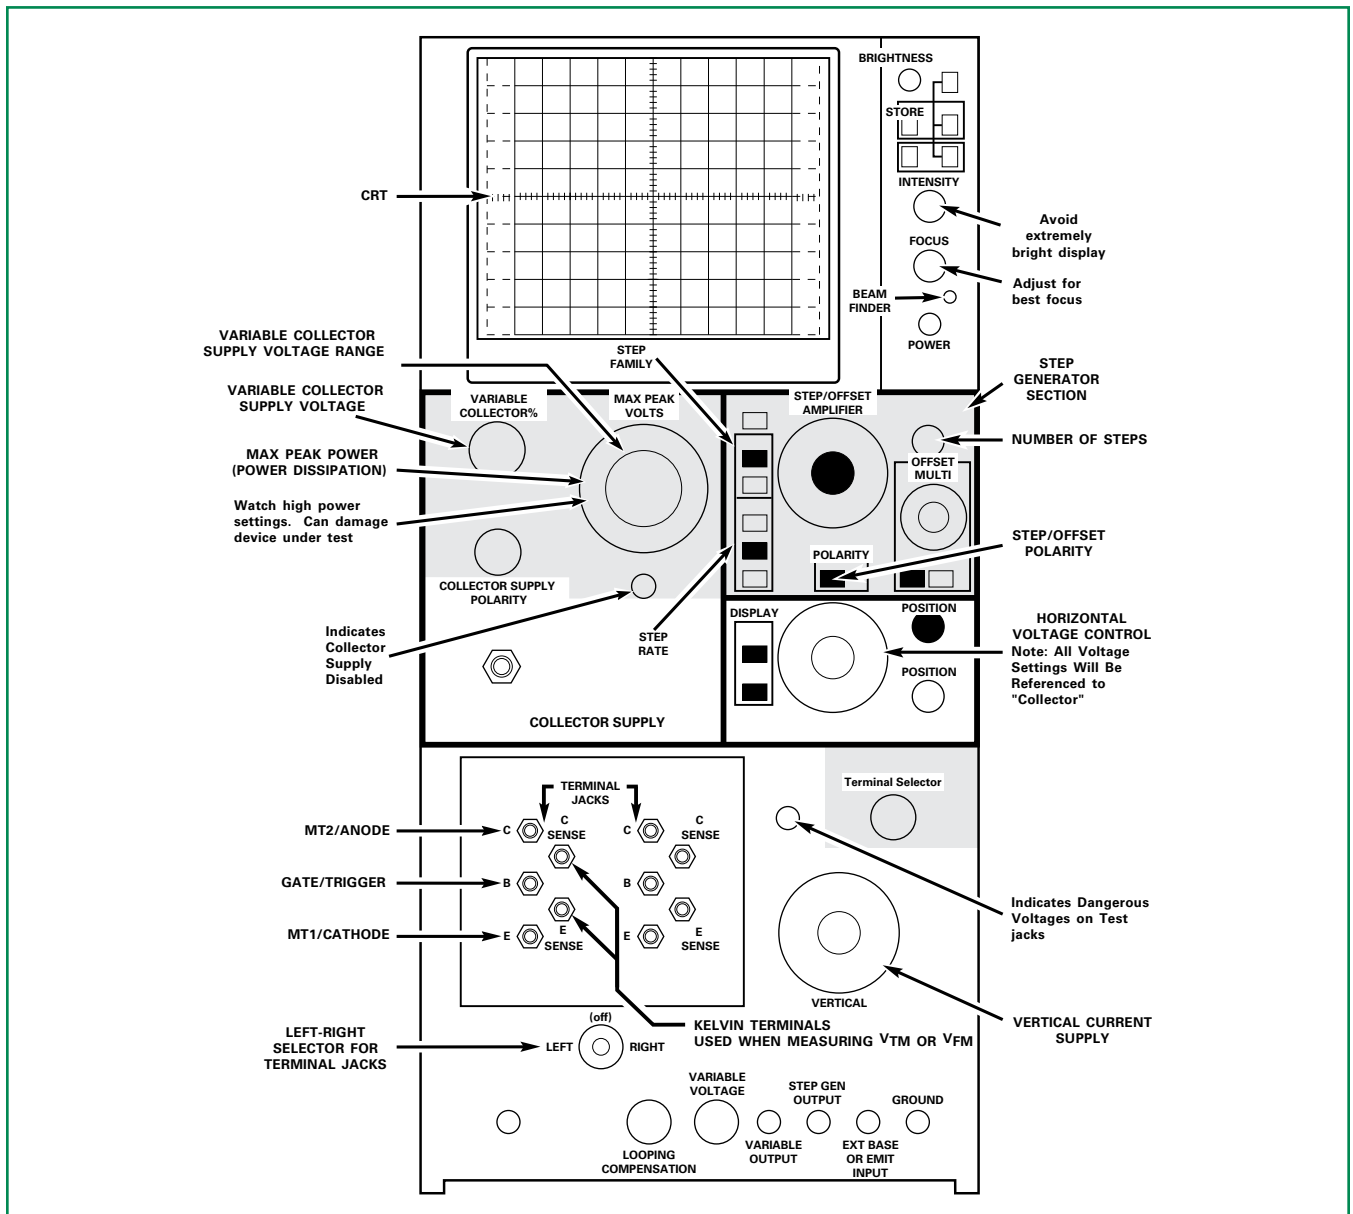 BRIGHTNESS
STORE
INTENSITY
CRT
Avoid
extremely
bright display
FOCUS
Adjust for
best focus
BEAM
FINDER
POWER
VARIABLE COLLECTOR
SUPPLY VOLTAGE RANGE
STEP
FAMILY
STEP
GENERATOR
SECTION
VARIABLE COLLECTOR
SUPPLY VOLTAGE
VARIABLE
COLLECTOR%
MAX PEAK
VOLTS
STEP/OFFSET
AMPLIFIER
NUMBER OF STEPS
MAX PEAK POWER
(POWER DISSIPATION)
OFFSET
MULTI
Watch high power
settings. Can damage
device under test
STEP/OFFSET
POLARITY
POLARITY
COLLECTOR SUPPLY
POLARITY
DISPLAY
POSITION
HORIZONTAL
VOLTAGE CONTROL
Note: All Voltage
Settings Will Be
Referenced to
"Collector"
Indicates
Collector
Supply
Disabled
STEP
RATE
POSITION
COLLECTOR SUPPLY
TERMINAL
JACKS
Terminal Selector
MT2/ANODE
C
C
SENSE
C
C
SENSE
GATE/TRIGGER
B
B
MT1/CATHODE
E
E
SENSE
E
E
SENSE
Indicates Dangerous
Voltages on Test
jacks
VERTICAL
KELVIN TERMINALS
USED WHEN MEASURING VTM OR VFM
VERTICAL CURRENT
SUPPLY
LEFT-RIGHT
SELECTOR FOR
TERMINAL JACKS
(off)
LEFT
RIGHT
VARIABLE
VOLTAGE
STEP GEN
OUTPUT
GROUND
LOOPING
COMPENSATION
VARIABLE
OUTPUT
EXT BASE
OR EMIT
INPUT